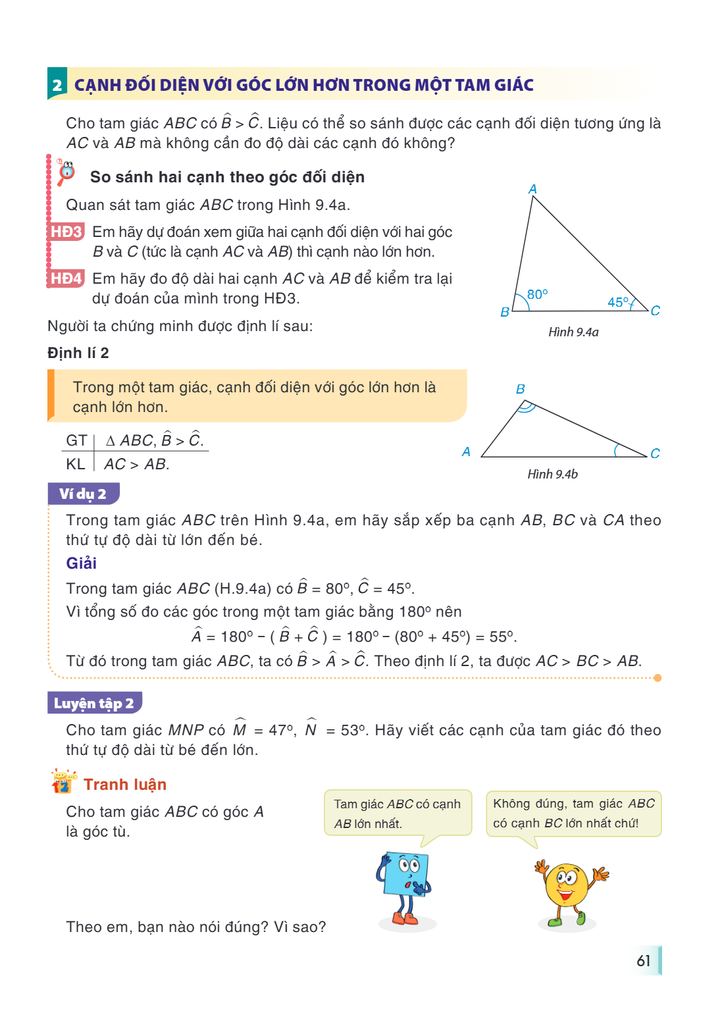 2 CẠNH ĐỐI DIỆN VỚI GÓC LỚN HƠN TRONG MỘT TAM GIÁC
Cho tam giác ABC có B̂ > Ĉ. Liệu có thể so sánh được các cạnh đối diện tương ứng là
AC và AB mà không cần đo độ dài các cạnh đó không?
So sánh hai cạnh theo góc đối diện
Quan sát tam giác ABC trong Hình 9.4a.
HĐ3 Em hãy dự đoán xem giữa hai cạnh đối diện với hai góc
B và C (tức là cạnh AC và AB) thì cạnh nào lớn hơn.
HĐ4 Em hãy đo độ dài hai cạnh AC và AB để kiểm tra lại
dự đoán của mình trong HĐ3.
A
80º
45º
B
C
Hình 9.4a
Người ta chứng minh được định lí sau:
Định lí 2
Trong một tam giác, cạnh đối diện với góc lớn hơn là
cạnh lớn hơn.
GT Δ ABC, B̂ > Ĉ.
KL AC > AB.
B
A
C
Hình 9.4b
Ví dụ 2
Trong tam giác ABC trên Hình 9.4a, em hãy sắp xếp ba cạnh AB, BC và CA theo
thứ tự độ dài từ lớn đến bé.
Giải
Trong tam giác ABC (H.9.4a) có B̂ = 80º, Ĉ = 45º.
Vì tổng số đo các góc trong một tam giác bằng 180º nên
Â = 180º − ( B̂ + Ĉ ) = 180º − (80º + 45º) = 55º.
Từ đó trong tam giác ABC, ta có B̂ > Â > Ĉ. Theo định lí 2, ta được AC > BC > AB.
Luyện tập 2
Cho tam giác MNP có M̂ = 47º, N̂ = 53º. Hãy viết các cạnh của tam giác đó theo
thứ tự độ dài từ bé đến lớn.
Tranh luận
Cho tam giác ABC có góc A
là góc tù.
Tam giác ABC có cạnh
AB lớn nhất.
Không đúng, tam giác ABC
có cạnh BC lớn nhất chứ!
Theo em, bạn nào nói đúng? Vì sao?
61